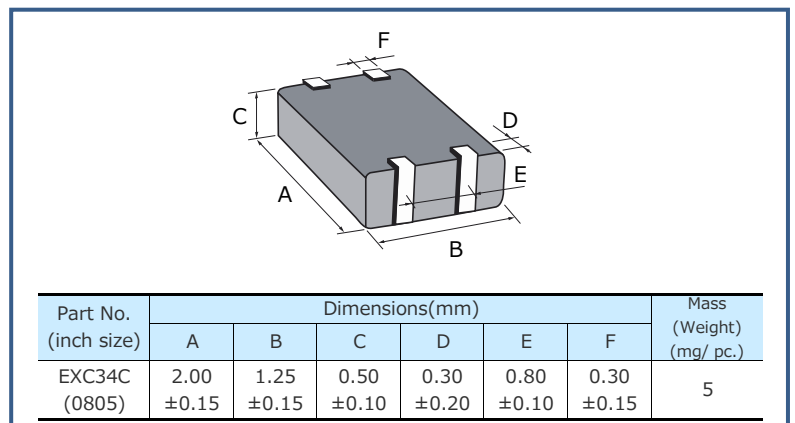 F
C
D
A
E
B
Part No.
(inch size)
Dimensions(mm)
Mass
(Weight)
(mg/ pc.)
A B C D E F
EXC34C
(0805)
2.00 1.25 0.50 0.30 0.80 0.30
±0.15 ±0.15 ±0.10 ±0.20 ±0.10 ±0.15
5